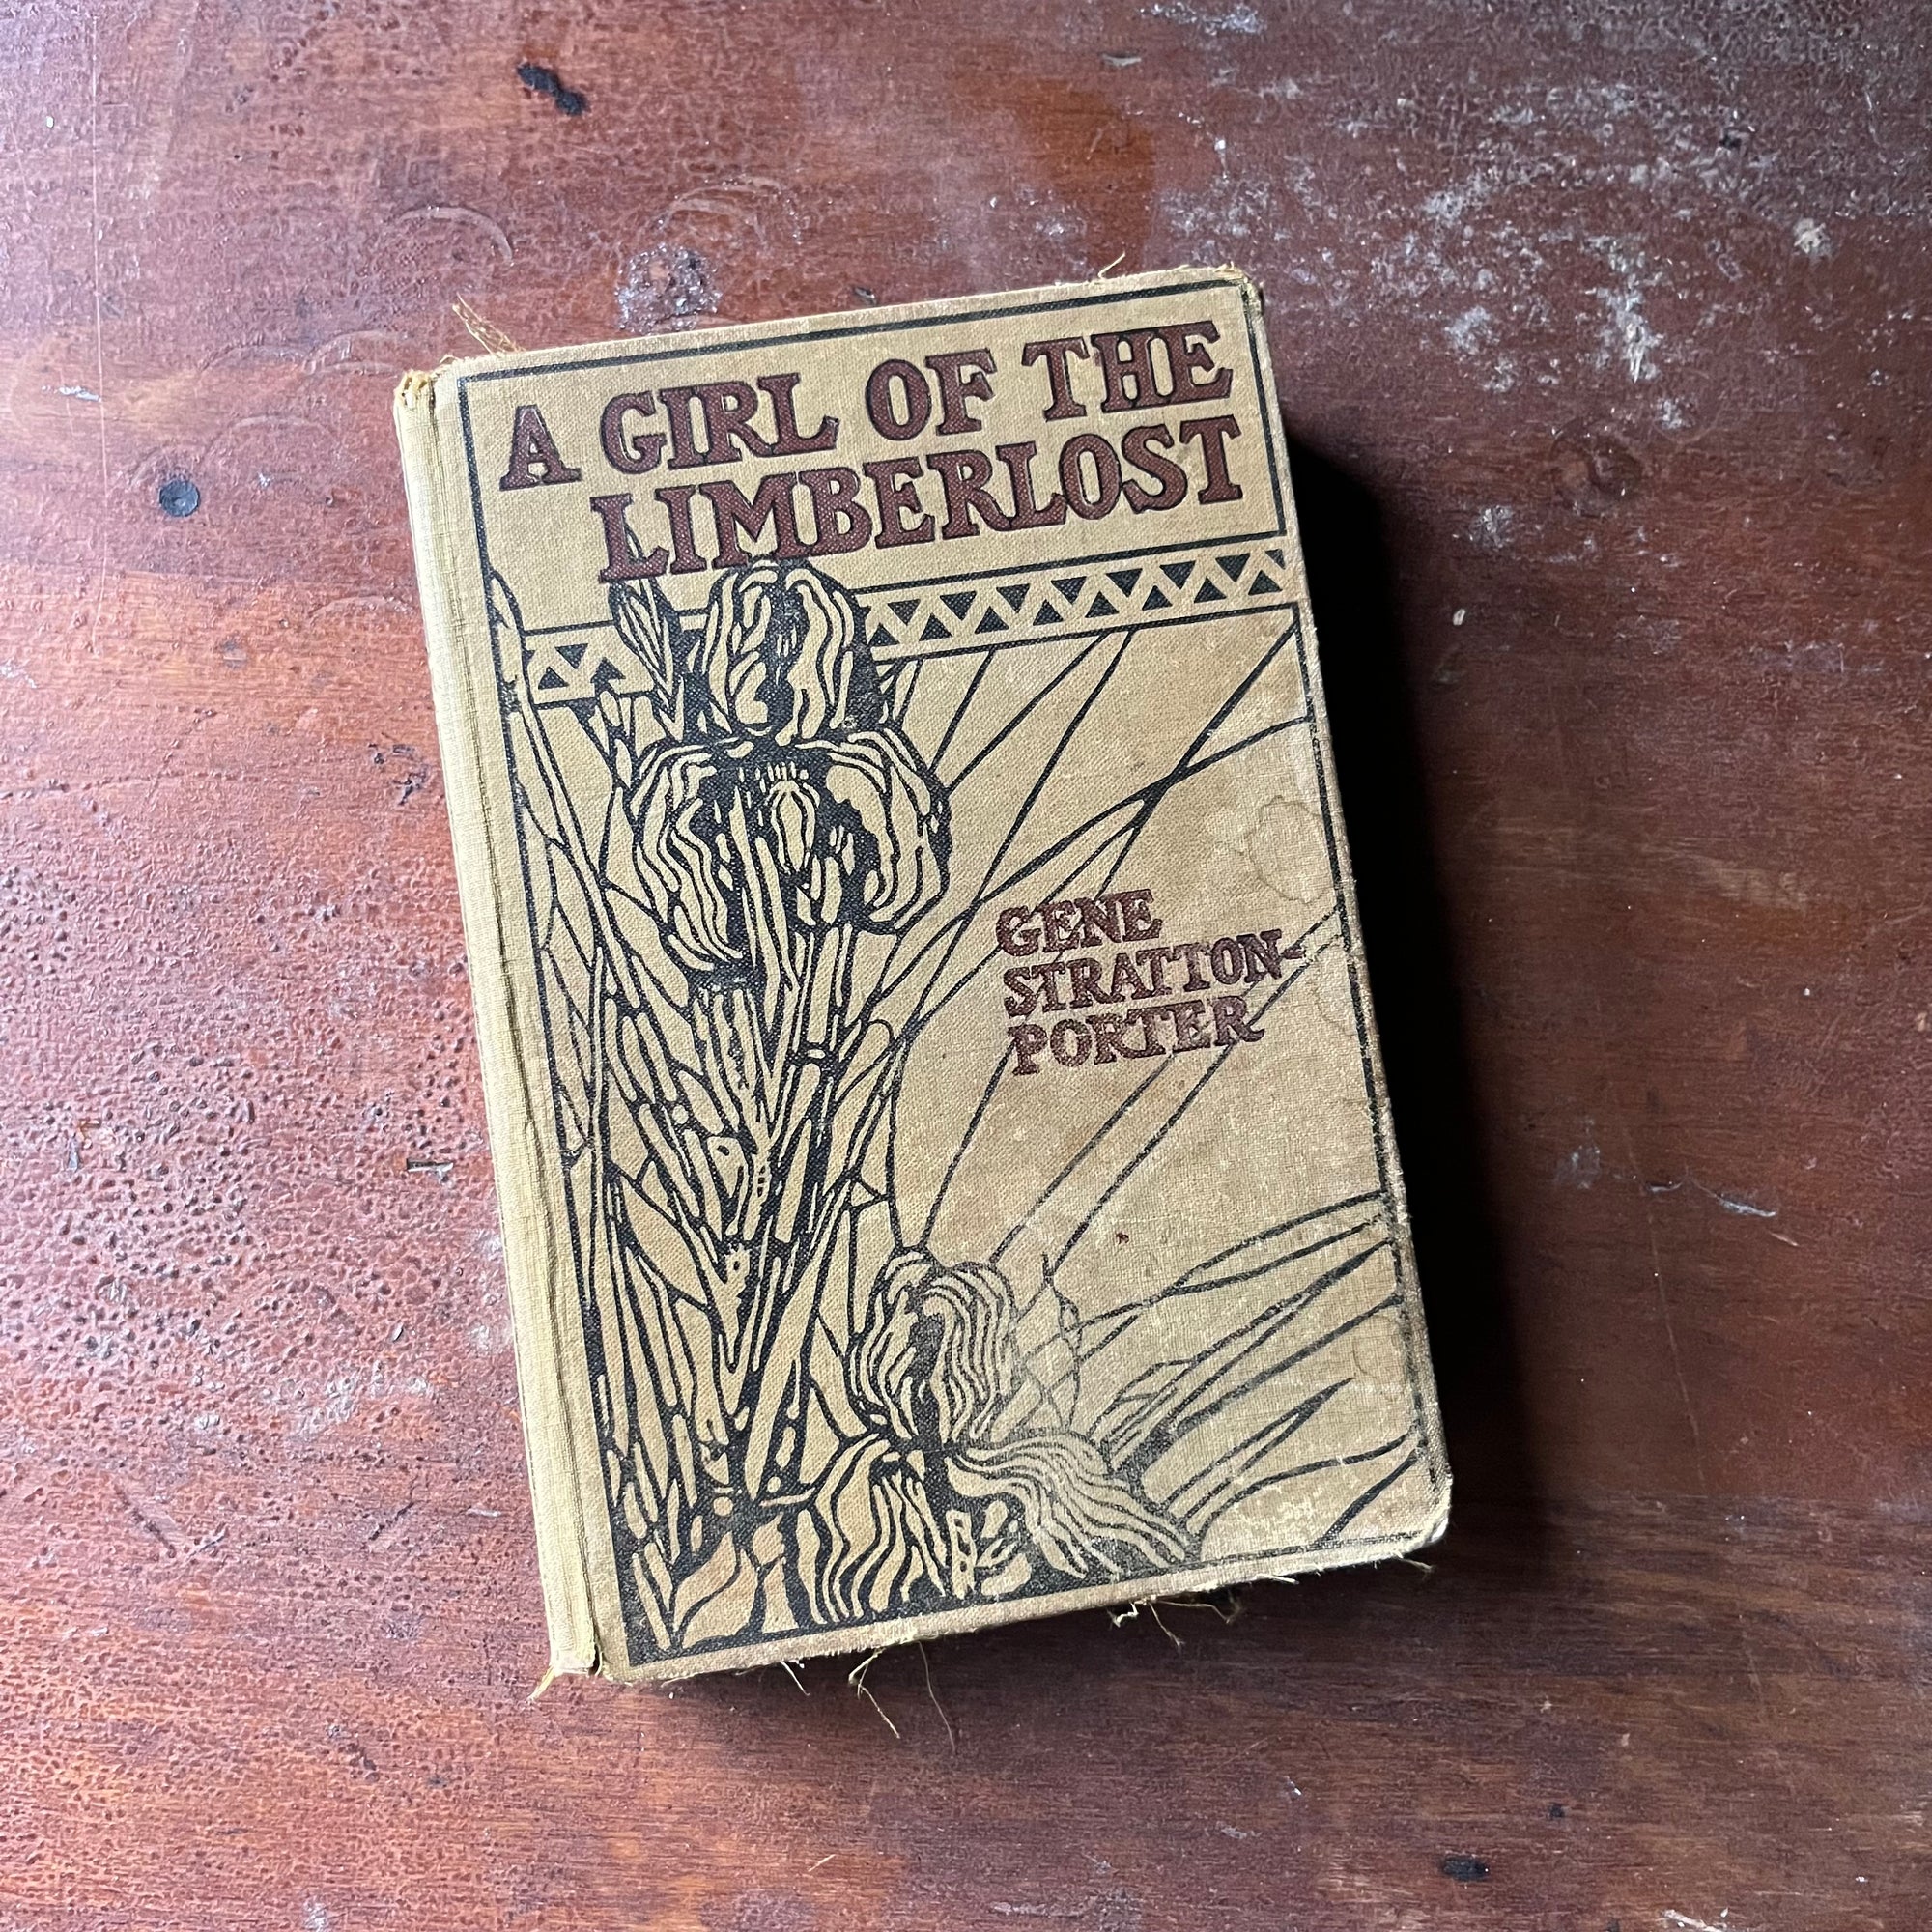 A GIRL OF THE
LIMBERLOST
GENE
STRATTON-
PORTER